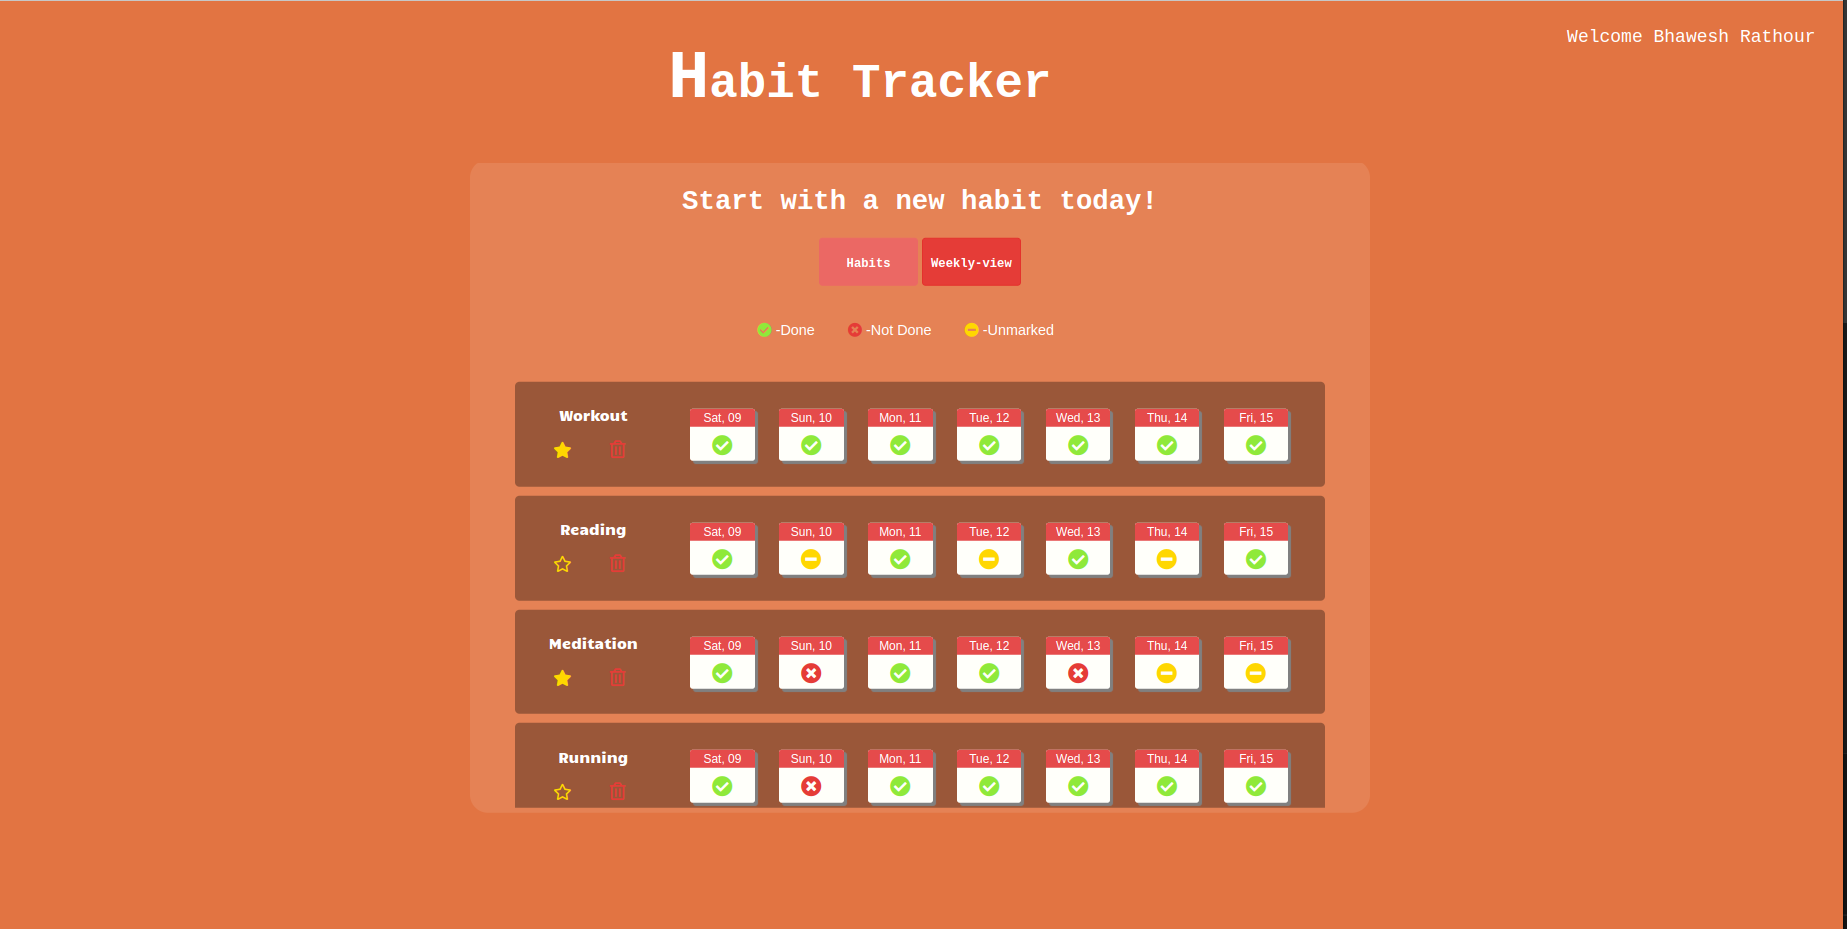 Welcome Bhawesh Rathour
Habit Tracker
Start with a new habit today!
Habits Weekly-view
-Done -Not Done -Unmarked
Workout
Sat, 09 Sun, 10 Mon, 11 Tue, 12 Wed, 13 Thu, 14 Fri, 15
Reading
Sat, 09 Sun, 10 Mon, 11 Tue, 12 Wed, 13 Thu, 14 Fri, 15
Meditation
Sat, 09 Sun, 10 Mon, 11 Tue, 12 Wed, 13 Thu, 14 Fri, 15
Running
Sat, 09 Sun, 10 Mon, 11 Tue, 12 Wed, 13 Thu, 14 Fri, 15